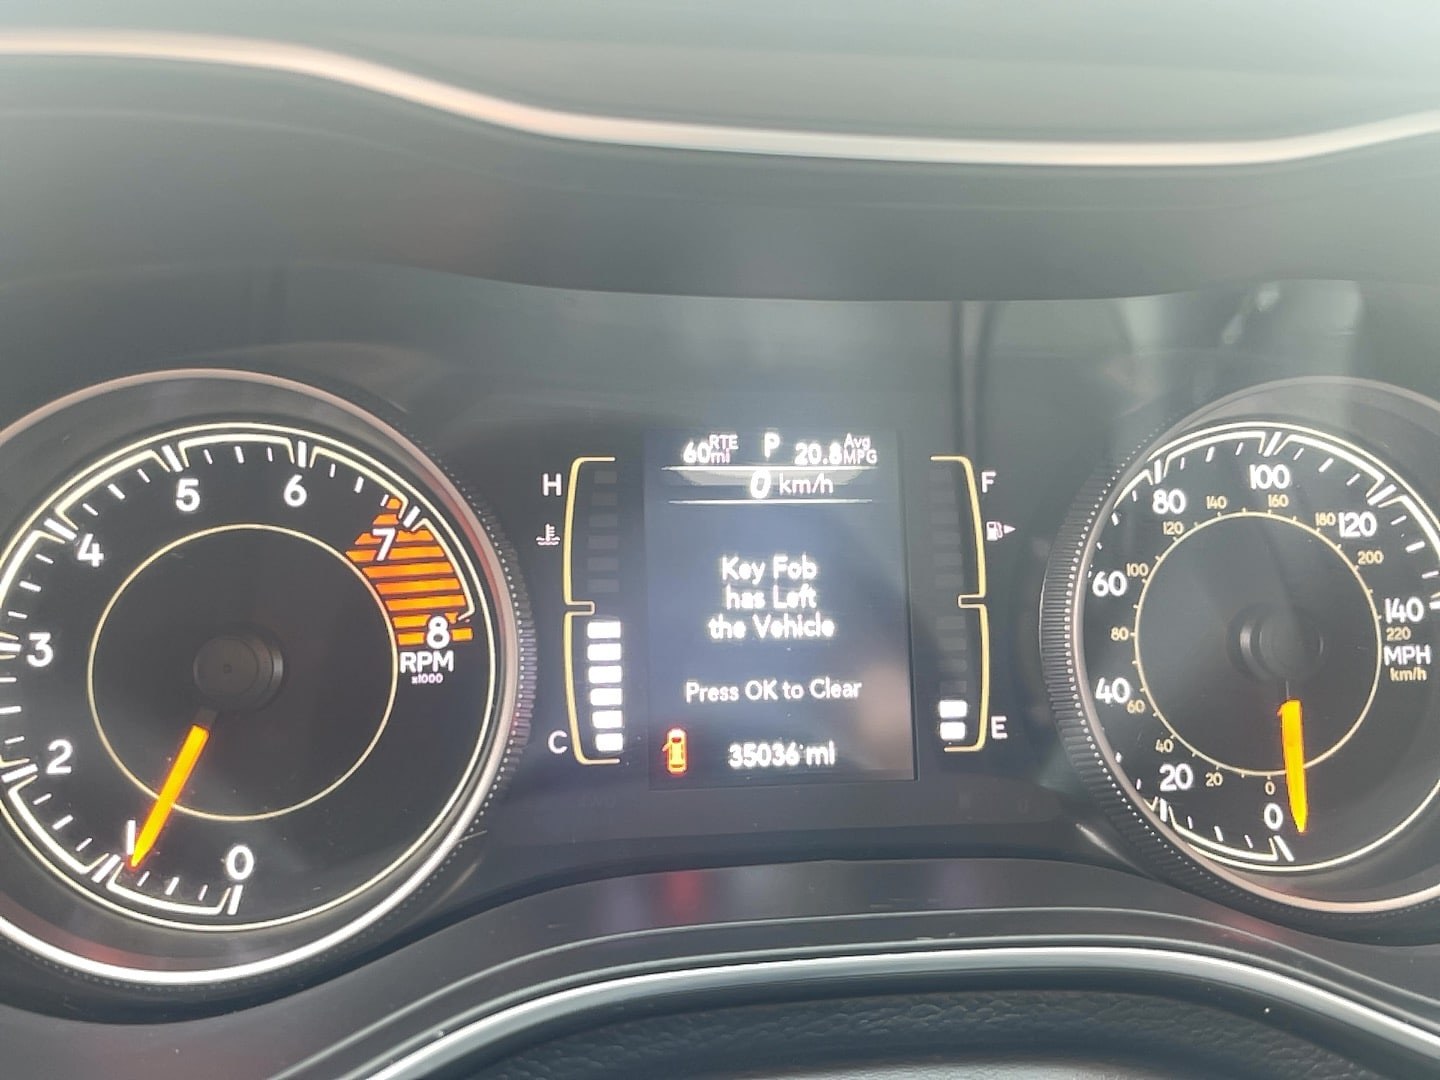 60 RTE mi P 20.8 Avg MPG
0 km/h
Key Fob
has Left
the Vehicle
Press OK to Clear
35036 mi
H
C
F
E
0
1
2
3
4
5
6
7
8
RPM
x1000
0
20
40
60
80
100
120
140
MPH
km/h
0
20
40
60
80
100
120
140
160
180
200
220